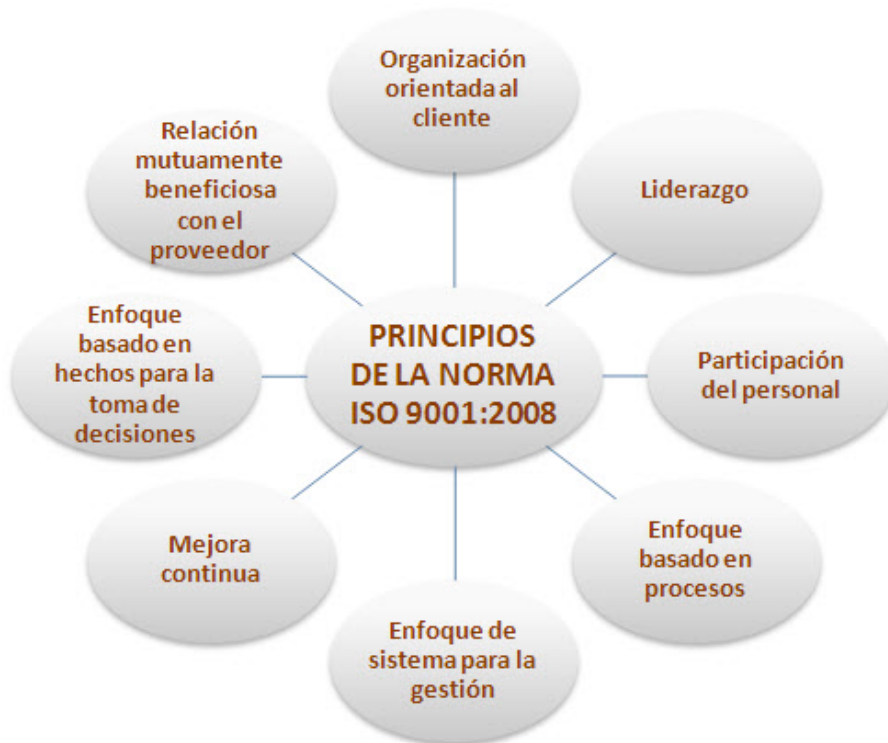 Organización
orientada al
cliente
Liderazgo
Participación
del personal
Enfoque
basado en
procesos
Enfoque de
sistema para la
gestión
Mejora
continua
Enfoque
basado en
hechos para la
toma de
decisiones
Relación
mutuamente
beneficiosa
con el
proveedor
PRINCIPIOS
DE LA NORMA
ISO 9001:2008